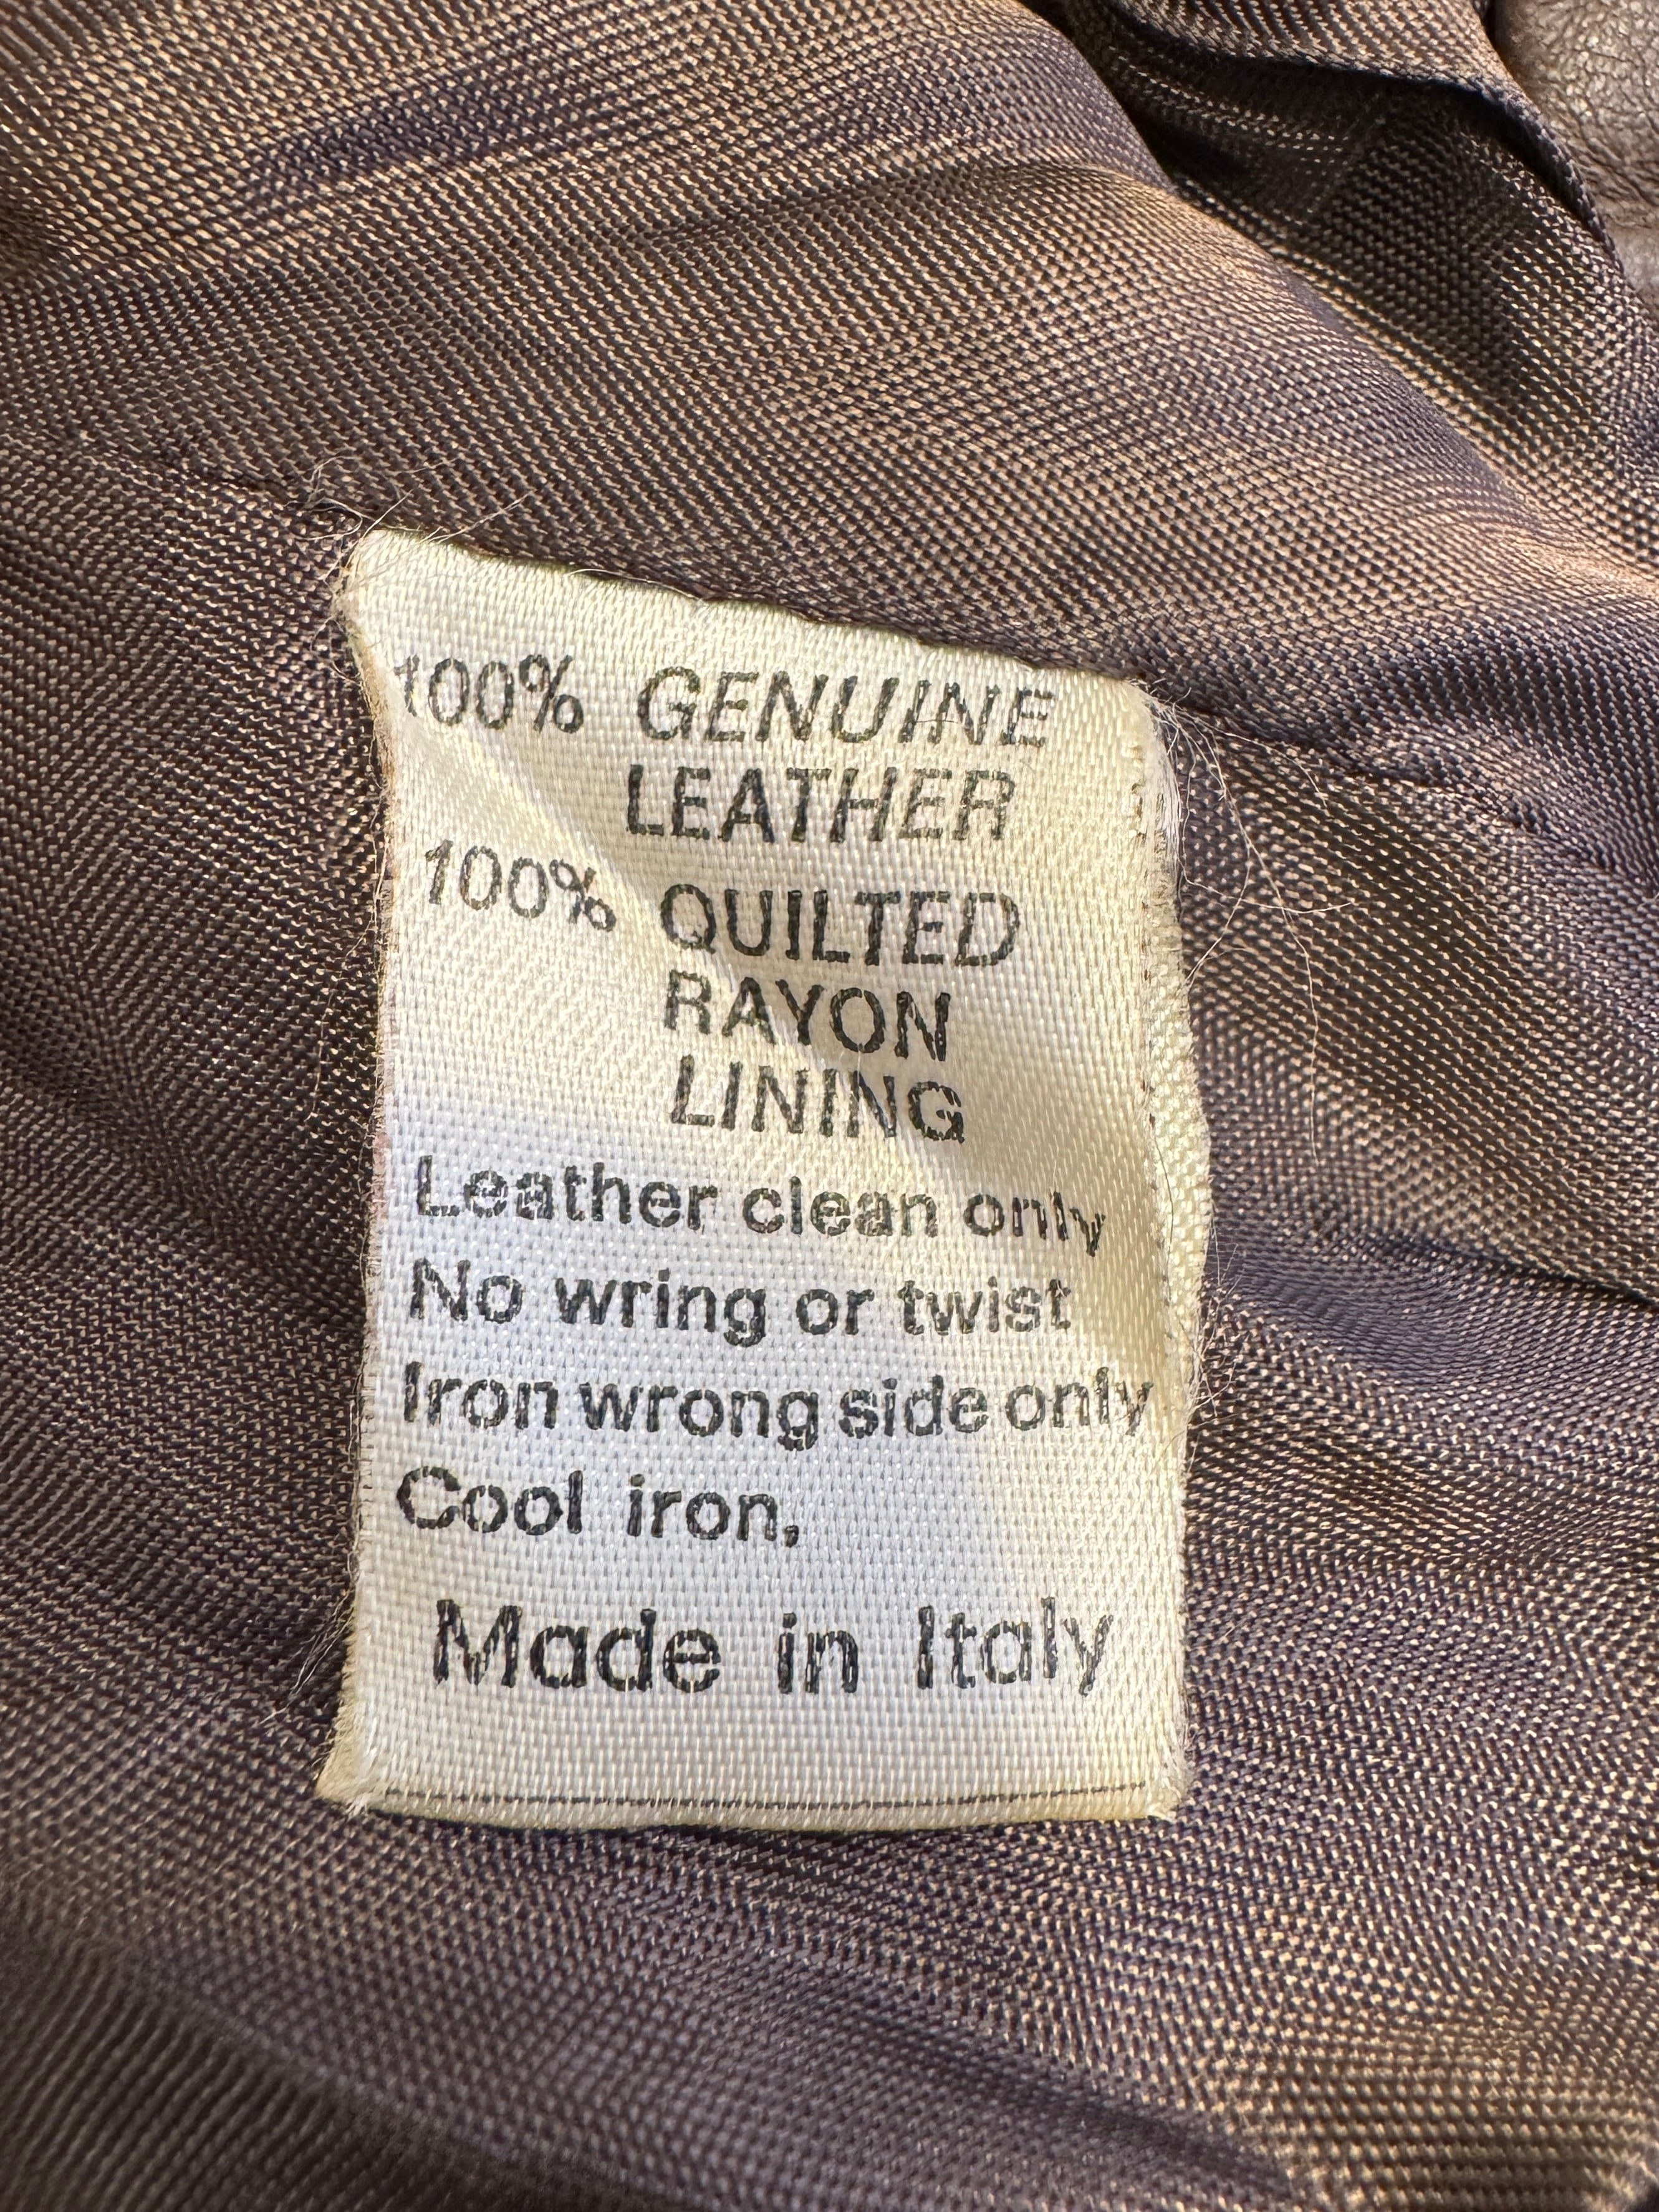 100% GENUINE
LEATHER
100% QUILTED
RAYON
LINING
Leather clean only
No wring or twist
Iron wrong side only
Cool iron,
Made in Italy